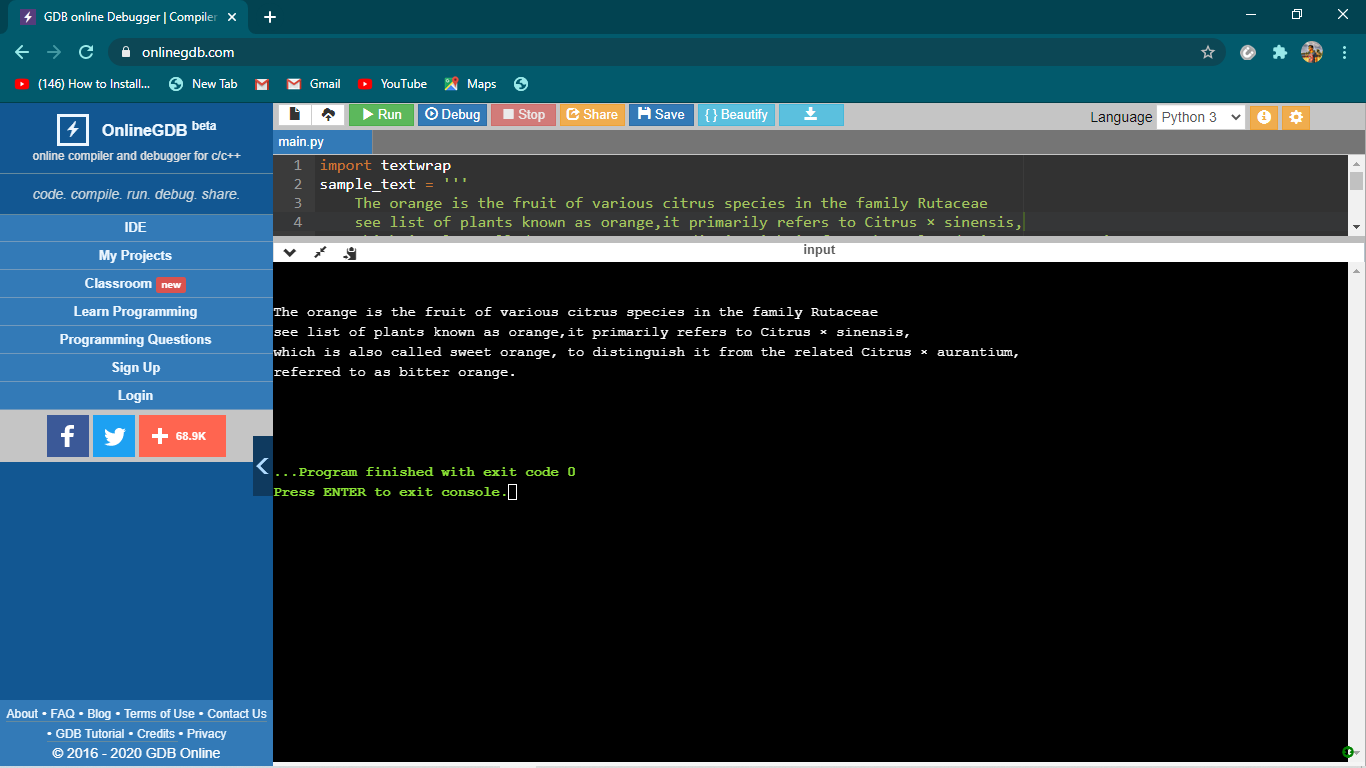 GDB online Debugger | Compiler
onlinegdb.com
(146) How to Install... New Tab Gmail YouTube Maps
OnlineGDB beta
online compiler and debugger for c/c++
code. compile. run. debug. share.
IDE
My Projects
Classroom new
Learn Programming
Programming Questions
Sign Up
Login
68.9K
About • FAQ • Blog • Terms of Use • Contact Us
• GDB Tutorial • Credits • Privacy
© 2016 - 2020 GDB Online
Run Debug Stop Share Save { } Beautify Language Python 3
main.py
1 import textwrap
2 sample_text = '''
3 The orange is the fruit of various citrus species in the family Rutaceae
4 see list of plants known as orange,it primarily refers to Citrus × sinensis,
input
The orange is the fruit of various citrus species in the family Rutaceae
see list of plants known as orange,it primarily refers to Citrus × sinensis,
which is also called sweet orange, to distinguish it from the related Citrus × aurantium,
referred to as bitter orange.
...Program finished with exit code 0
Press ENTER to exit console.